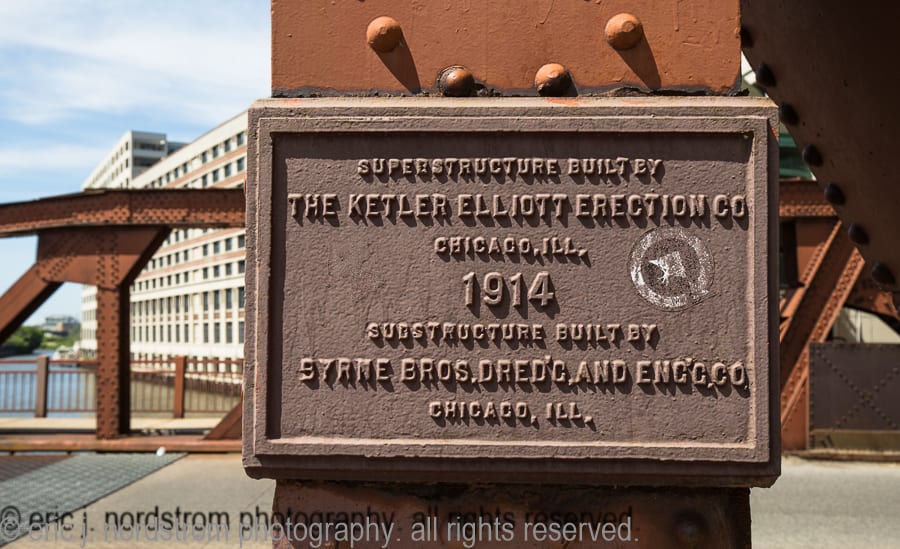 SUPERSTRUCTURE BUILT BY
THE KETLER ELLIOTT ERECTION CO
CHICAGO, ILL,
1914
SUBSTRUCTURE BUILT BY
BYRNE BROS, DRED'G, AND ENG'G, CO
CHICAGO, ILL,
© eric j. nordstrom photography. all rights reserved.